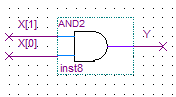 X[1].
AND2
X[0].
Y
inst8